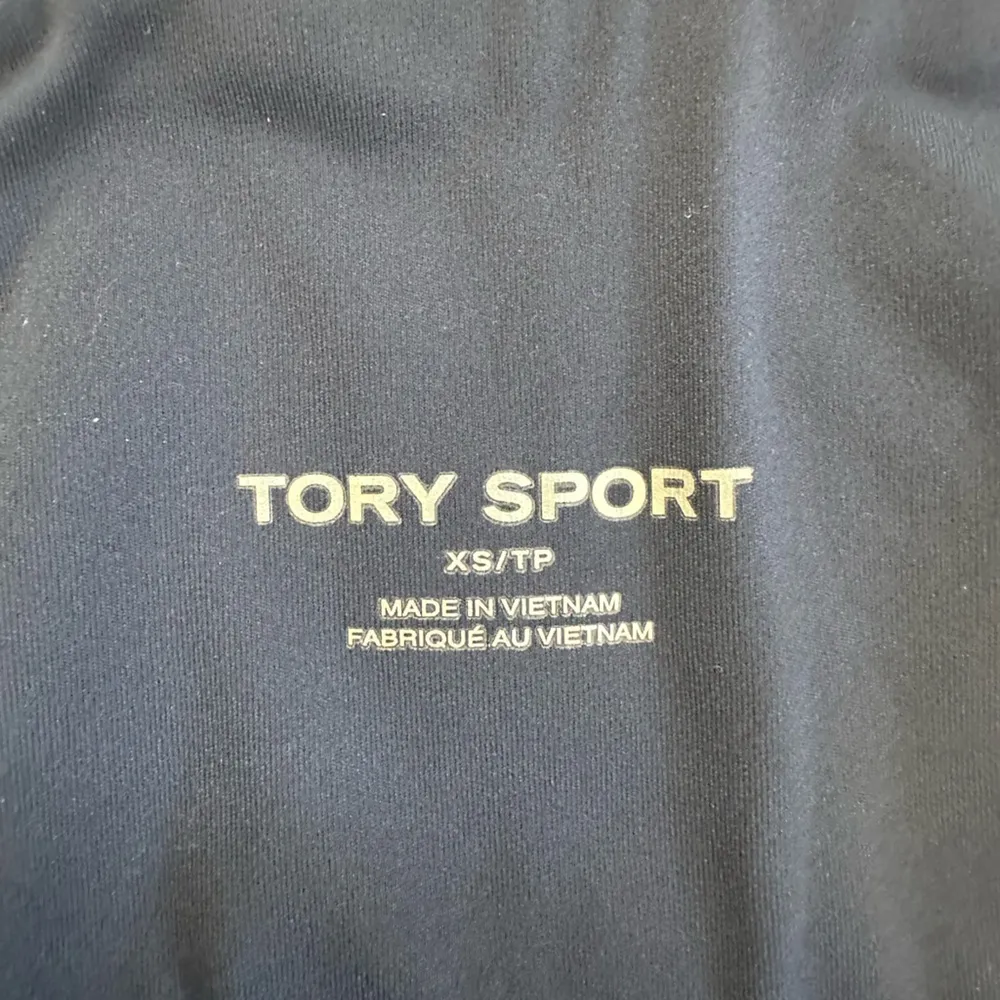 TORY SPORT
XS/TP
MADE IN VIETNAM
FABRIQUÉ AU VIETNAM